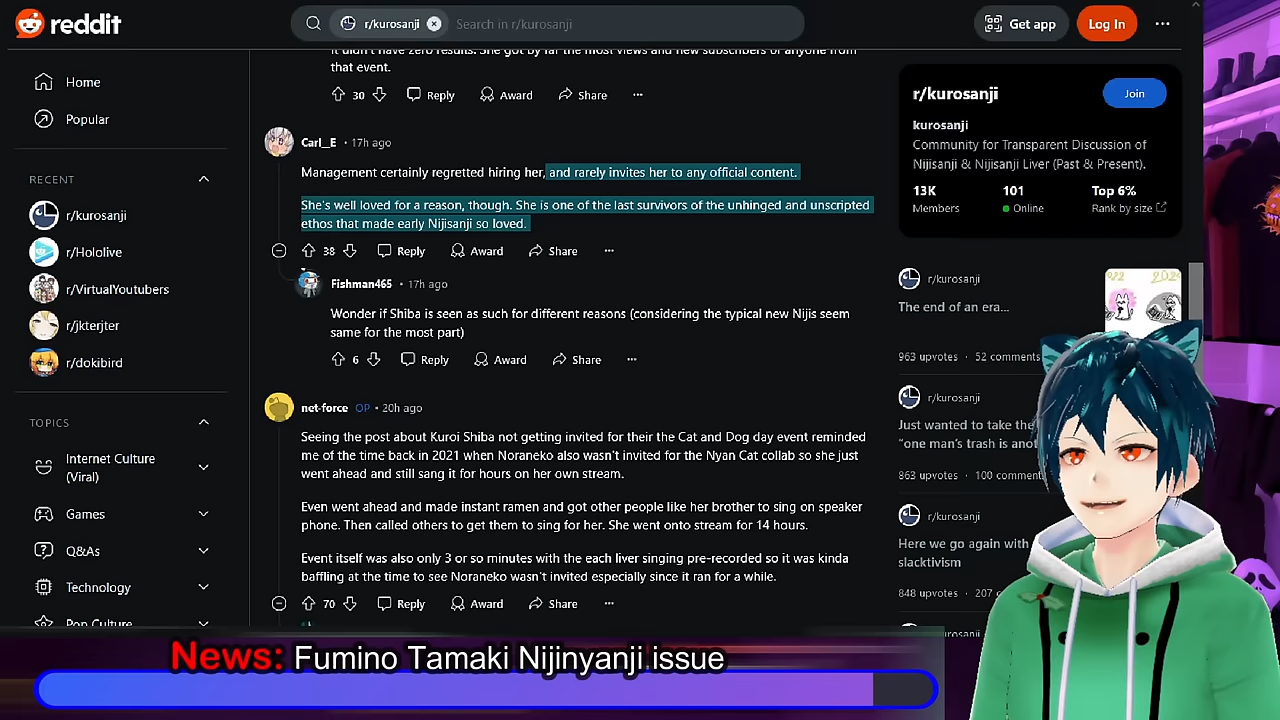 reddit
r/kurosanji
Search in r/kurosanji
Get app
Log In
Home
Popular
RECENT
r/kurosanji
r/Hololive
r/VirtualYoutubers
r/jkterjter
r/dokibird
TOPICS
Internet Culture
(Viral)
Games
Q&As
Technology
Pop Culture
It didn't have zero results. She got by far the most views and new subscribers of anyone from
that event.
30 Reply Award Share
Carl_E • 17h ago
Management certainly regretted hiring her, and rarely invites her to any official content.
She's well loved for a reason, though. She is one of the last survivors of the unhinged and unscripted
ethos that made early Nijisanji so loved.
38 Reply Award Share
Fishman465 • 17h ago
Wonder if Shiba is seen as such for different reasons (considering the typical new Nijis seem
same for the most part)
6 Reply Award Share
net-force OP • 20h ago
Seeing the post about Kuroi Shiba not getting invited for their the Cat and Dog day event reminded
me of the time back in 2021 when Noraneko also wasn't invited for the Nyan Cat collab so she just
went ahead and still sang it for hours on her own stream.
Even went ahead and made instant ramen and got other people like her brother to sing on speaker
phone. Then called others to get them to sing for her. She went onto stream for 14 hours.
Event itself was also only 3 or so minutes with the each liver singing pre-recorded so it was kinda
baffling at the time to see Noraneko wasn't invited especially since it ran for a while.
70 Reply Award Share
r/kurosanji
Join
kurosanji
Community for Transparent Discussion of
Nijisanji & Nijisanji Liver (Past & Present).
13K 101 Top 6%
Members Online Rank by size
r/kurosanji
The end of an era...
963 upvotes · 52 comments
r/kurosanji
Just wanted to take the
"one man's trash is
863 upvotes · 100 comments
r/kurosanji
Here we go again with
slacktivism
848 upvotes · 207
News: Fumino Tamaki Nijinyanji issue